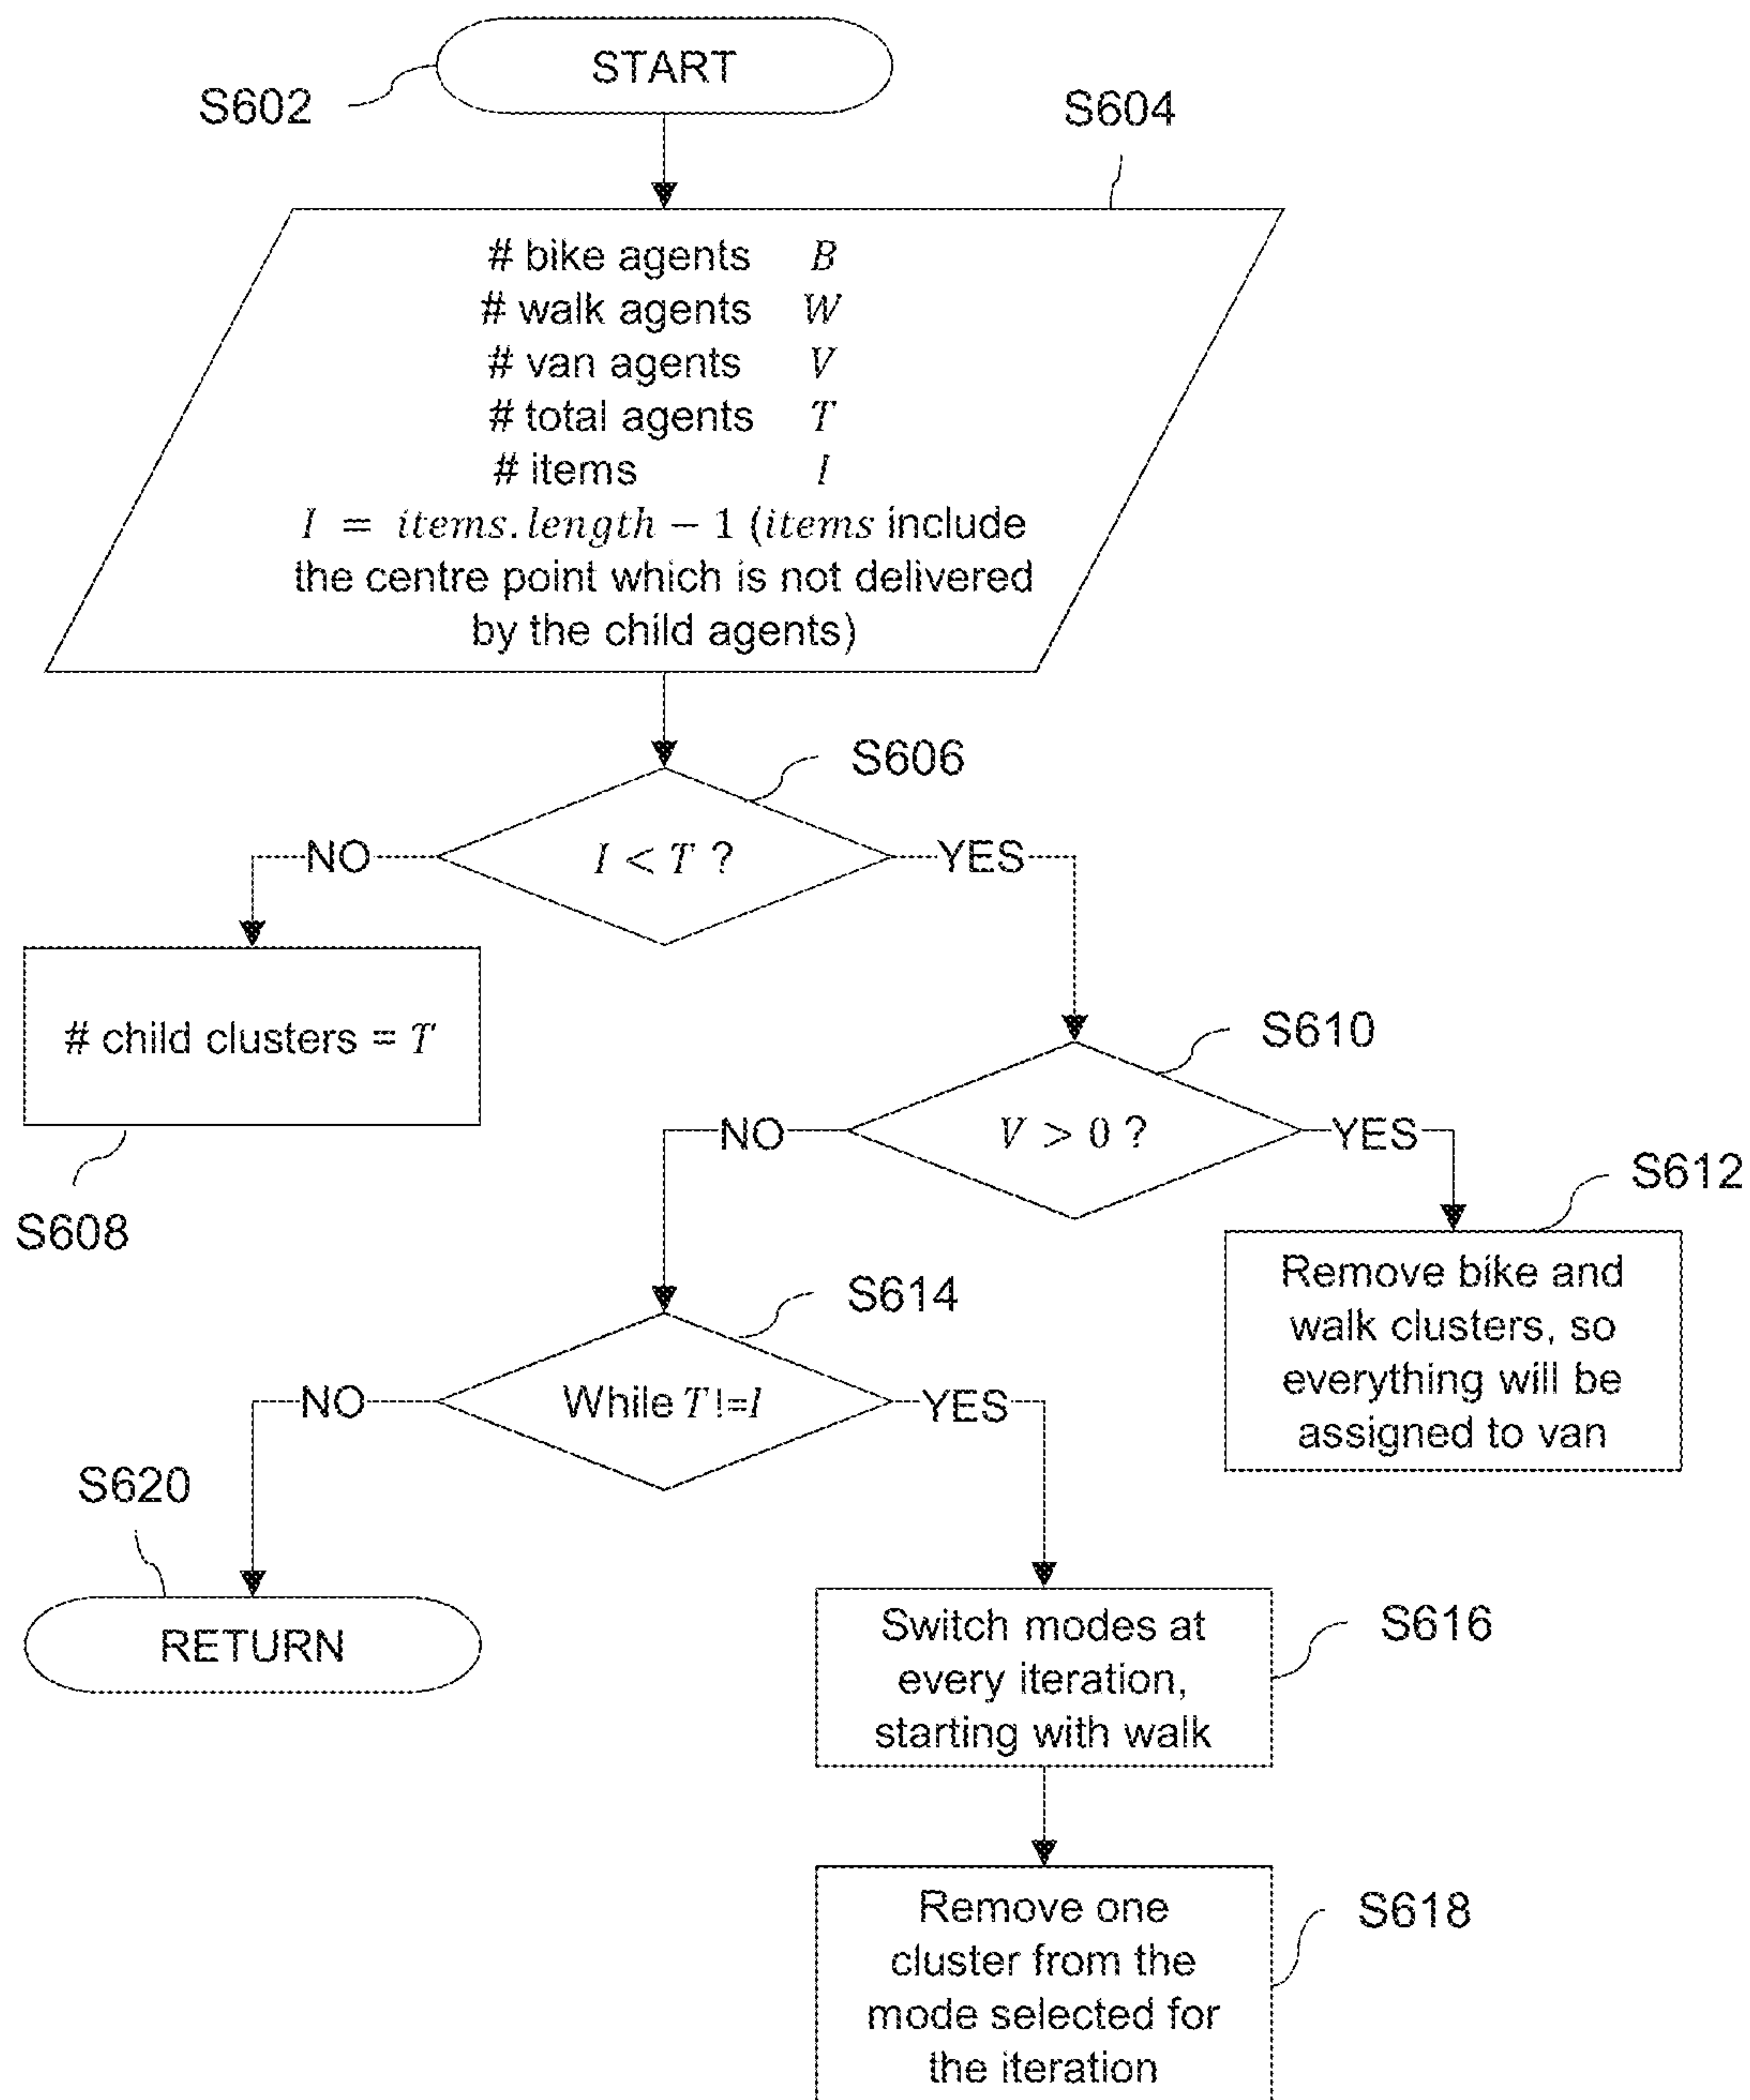 START
S602
S604
# bike agents B
# walk agents W
# van agents V
# total agents T
# items I
I = items.length − 1 (items include
the centre point which is not delivered
by the child agents)
S606
NO
I < T ?
YES
# child clusters = T
S608
S610
NO
V > 0 ?
YES
S612
Remove bike and
walk clusters, so
everything will be
assigned to van
S614
NO
While T!=I
YES
S620
RETURN
Switch modes at
every iteration,
starting with walk
S616
Remove one
cluster from the
mode selected for
the iteration
S618